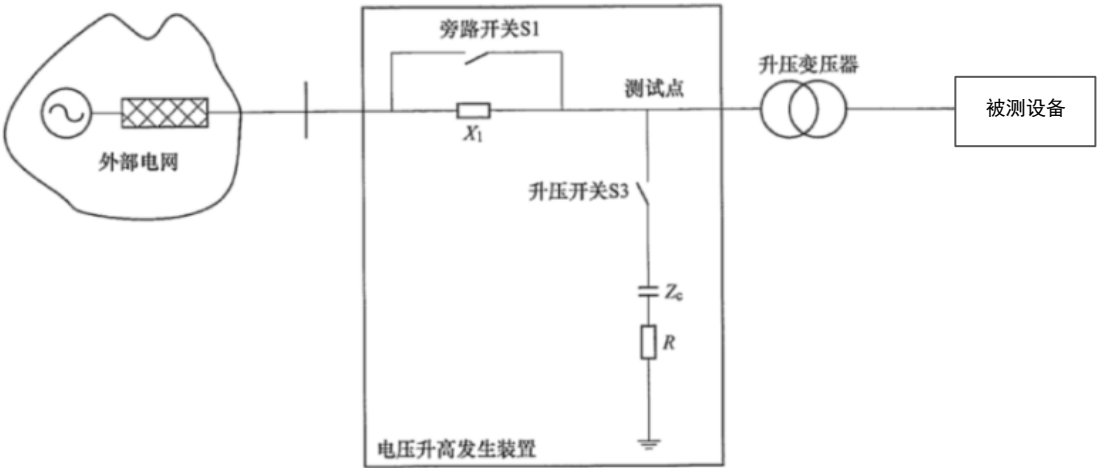 旁路开关S1
测试点
升压变压器
被测设备
X₁
外部电网
升压开关S3
Zc
R
电压升高发生装置